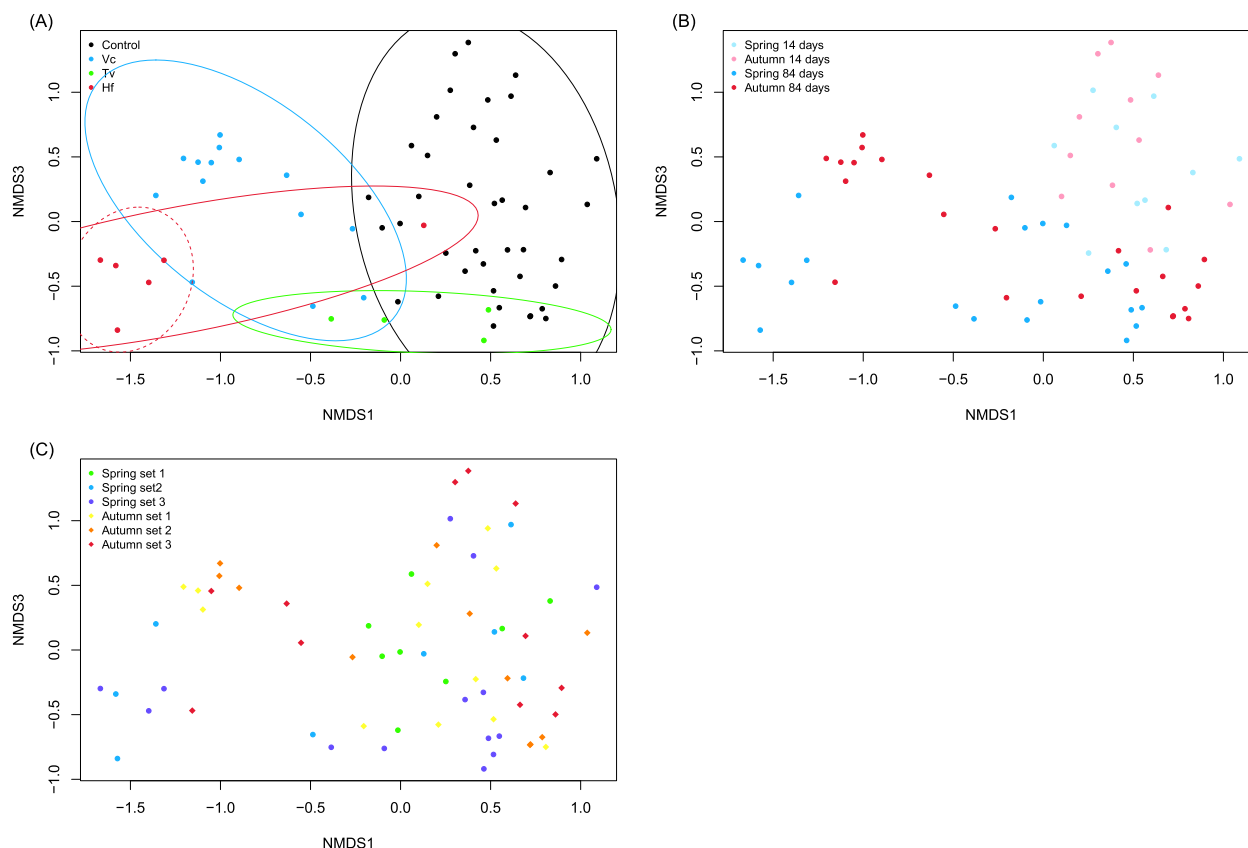 (A)
Control
Vc
Tv
Hf
NMDS3
1.0
0.5
0.0
−0.5
−1.0
−1.5 −1.0 −0.5 0.0 0.5 1.0
NMDS1
(B)
Spring 14 days
Autumn 14 days
Spring 84 days
Autumn 84 days
NMDS3
1.0
0.5
0.0
−0.5
−1.0
−1.5 −1.0 −0.5 0.0 0.5 1.0
NMDS1
(C)
Spring set 1
Spring set2
Spring set 3
Autumn set 1
Autumn set 2
Autumn set 3
NMDS3
1.0
0.5
0.0
−0.5
−1.0
−1.5 −1.0 −0.5 0.0 0.5 1.0
NMDS1